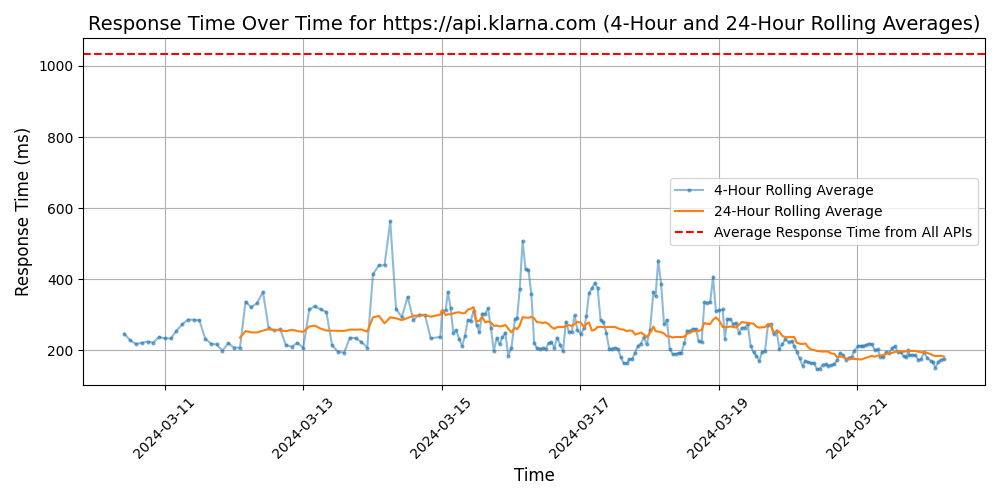 Response Time Over Time for https://api.klarna.com (4-Hour and 24-Hour Rolling Averages)
Response Time (ms)
1000
800
600
400
200
4-Hour Rolling Average
24-Hour Rolling Average
Average Response Time from All APIs
2024-03-11
2024-03-13
2024-03-15
2024-03-17
2024-03-19
2024-03-21
Time